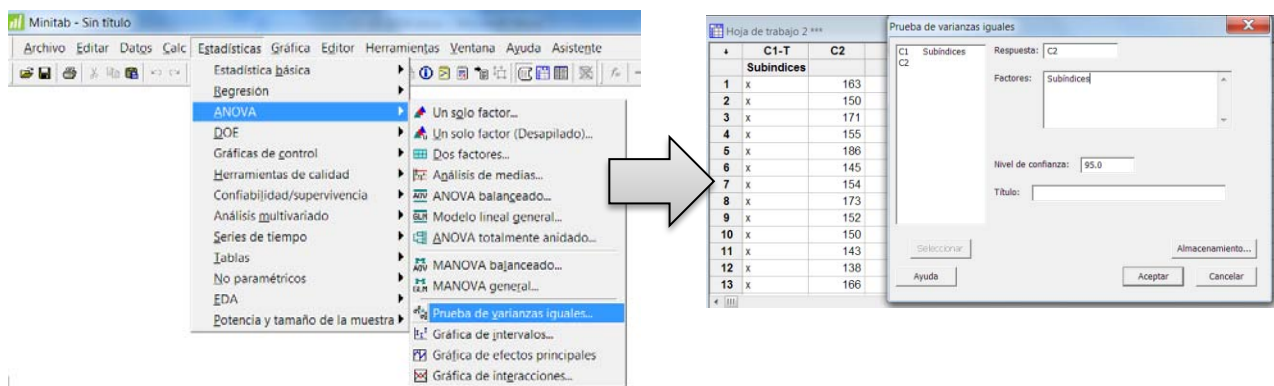 Minitab - Sin título
Archivo Editar Datos Calc Estadísticas Gráfica Editor Herramientas Ventana Ayuda Asistente
Estadística básica
Regresión
ANOVA
DOE
Gráficas de control
Herramientas de calidad
Confiabilidad/supervivencia
Análisis multivariado
Series de tiempo
Tablas
No paramétricos
EDA
Potencia y tamaño de la muestra
Un solo factor...
Un solo factor (Desapilado)...
Dos factores...
Análisis de medias...
ANOVA balanceado...
Modelo lineal general...
ANOVA totalmente anidado...
MANOVA balanceado...
MANOVA general...
Prueba de varianzas iguales...
Gráfica de intervalos...
Gráfica de efectos principales
Gráfica de interacciones...
Hoja de trabajo 2 ***
C1-T C2
Subíndices
1 x 163
2 x 150
3 x 171
4 x 155
5 x 186
6 x 145
7 x 154
8 x 173
9 x 152
10 x 150
11 x 143
12 x 138
13 x 166
Prueba de varianzas iguales
C1 Subíndices
C2
Respuesta: C2
Factores: Subíndices
Nivel de confianza: 95.0
Título:
Seleccionar
Almacenamiento...
Ayuda
Aceptar
Cancelar